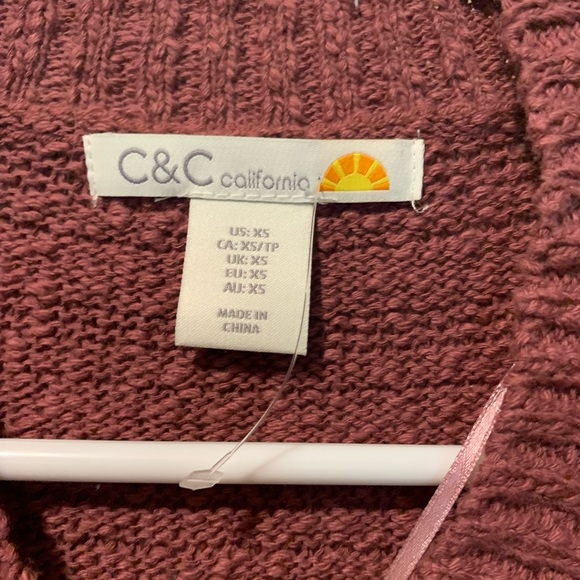 C&C california
US: XS
CA: XS/TP
UK: XS
EU: XS
AU: XS
MADE IN
CHINA